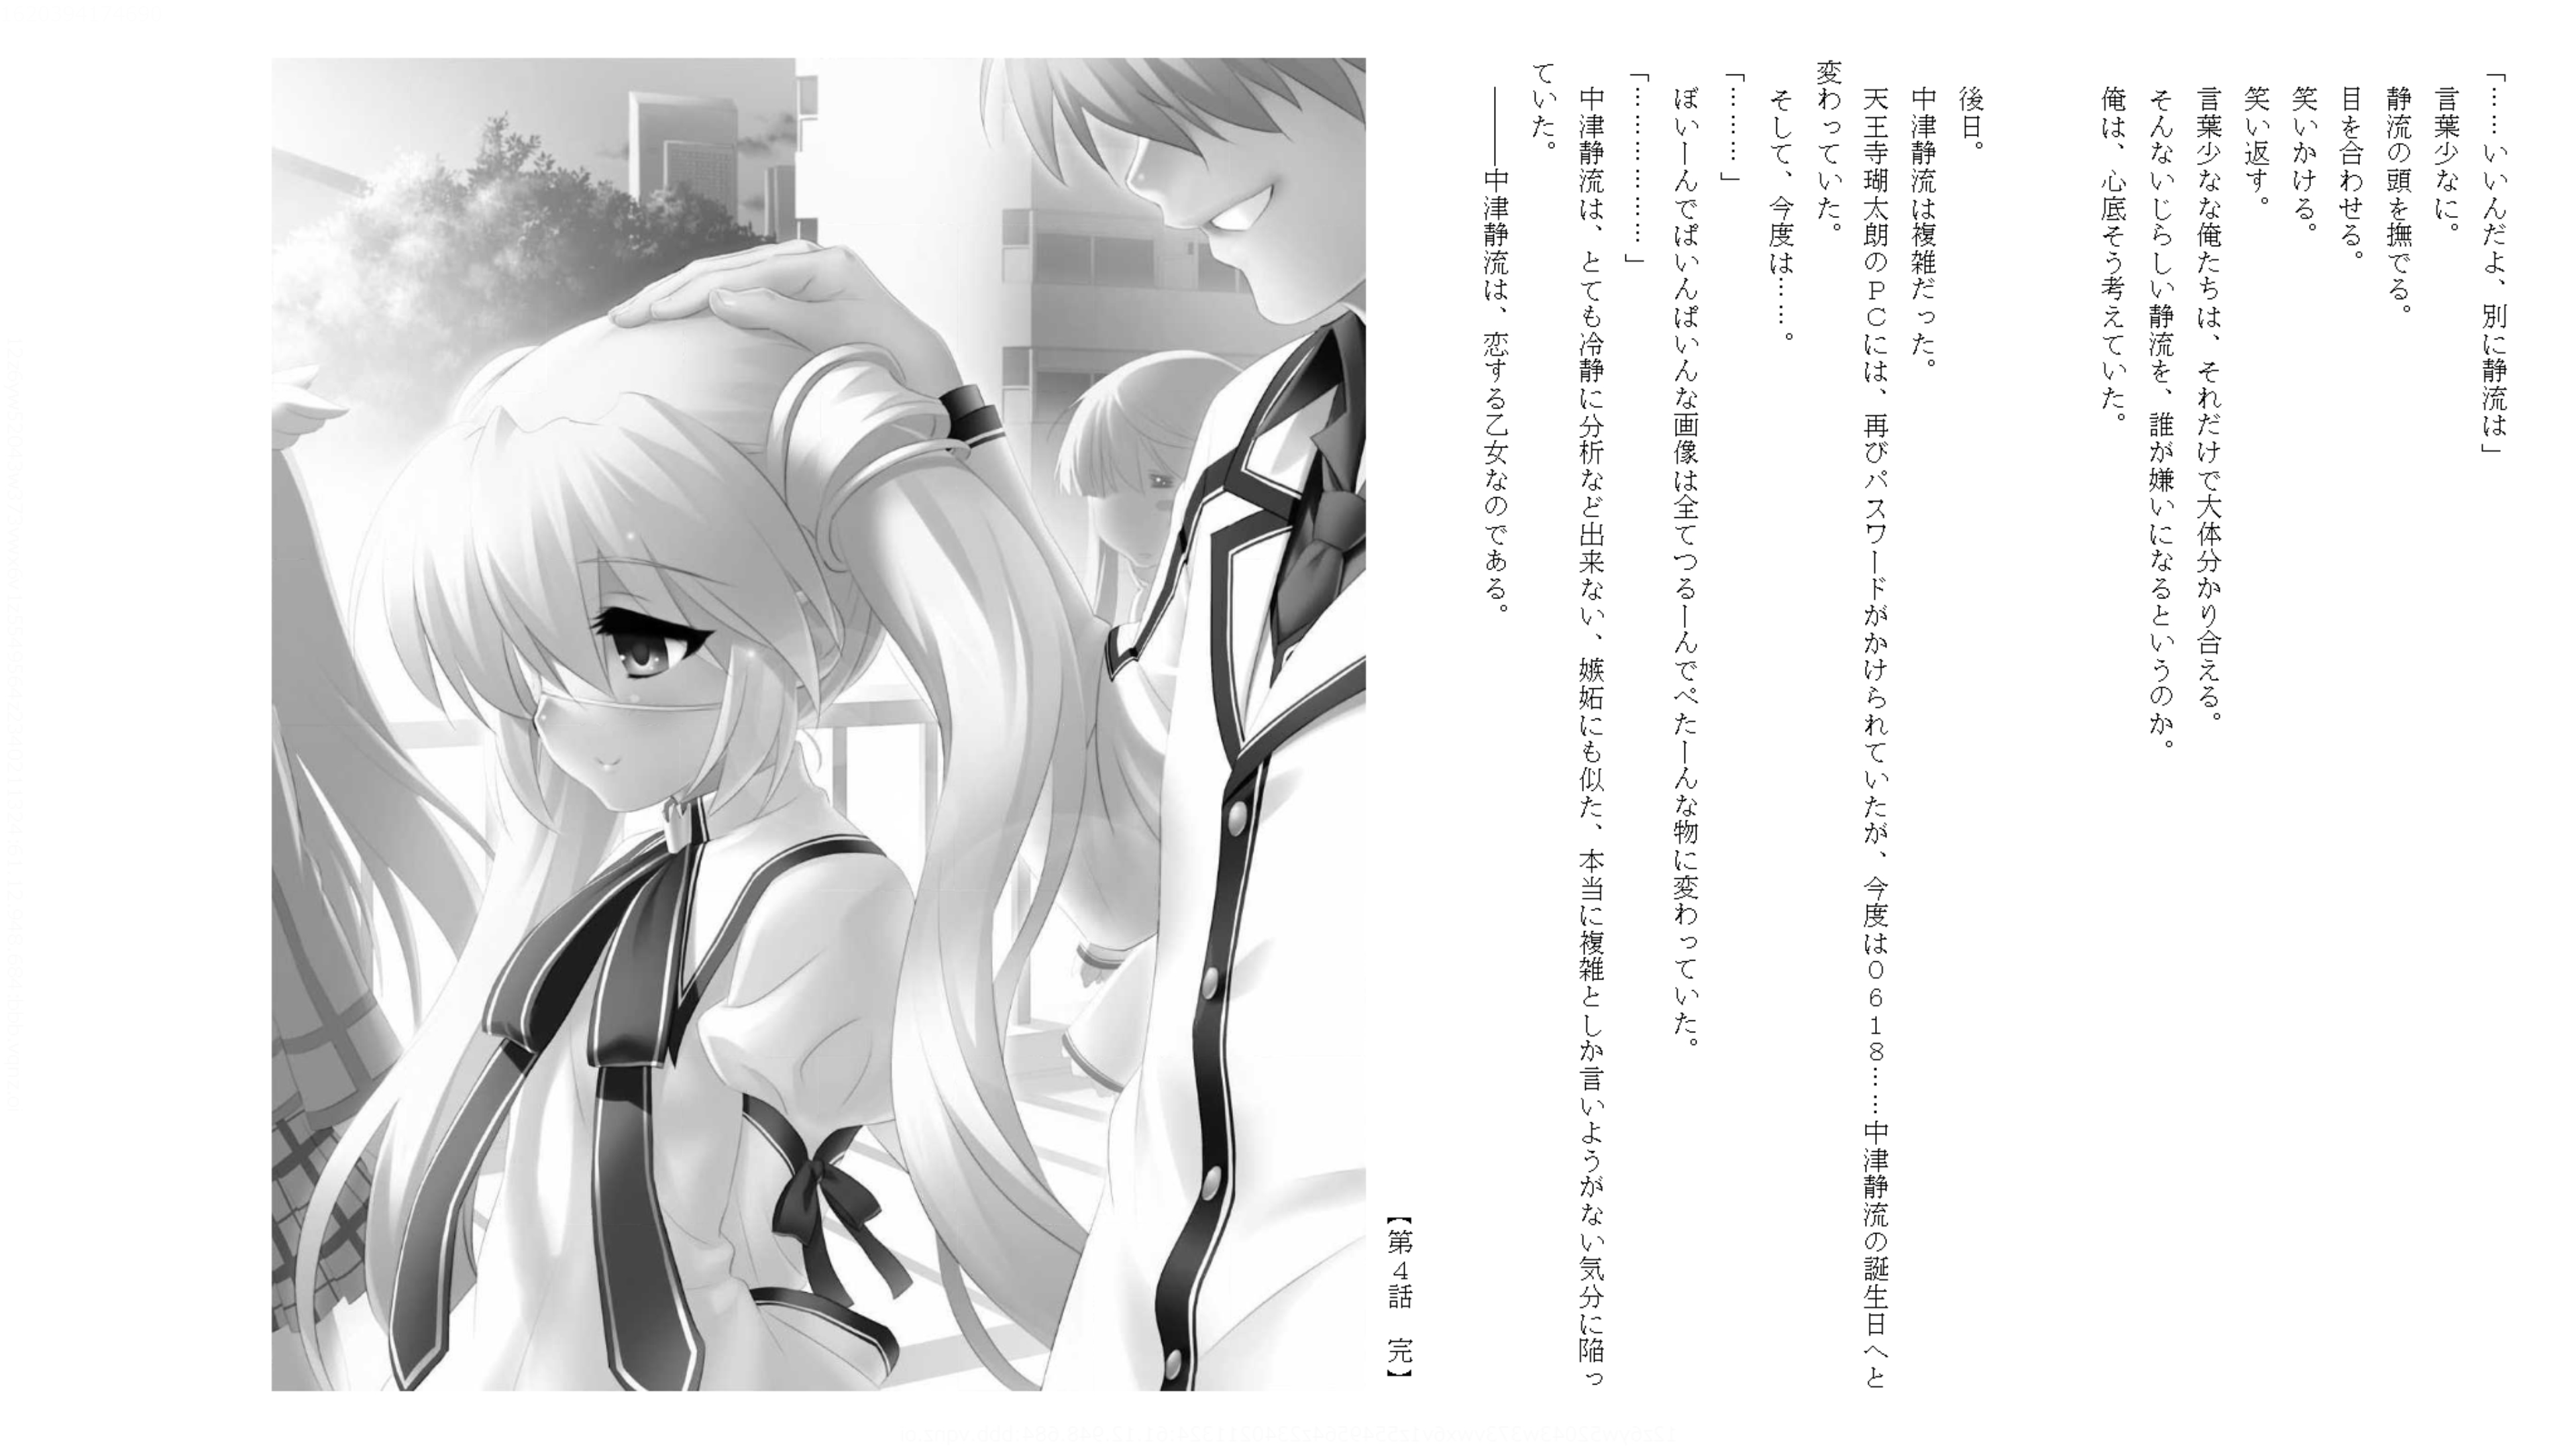 「……いいんだよ、別に静流は」
言葉少なに。
静流の頭を撫でる。
目を合わせる。
笑いかける。
笑い返す。
言葉少なな俺たちは、それだけで大体分かり合える。
そんないじらしい静流を、誰が嫌いになるというのか。
俺は、心底そう考えていた。
後日。
中津静流は複雑だった。
天王寺瑚太朗のPCには、再びパスワードがかけられていたが、今度は0618……中津静流の誕生日へと
変わっていた。
そして、今度は……。
「………」
ぼいーんでぱいんぱいんな画像は全てつるーんでぺたーんな物に変わっていた。
「………………」
中津静流は、とても冷静に分析など出来ない、嫉妬にも似た、本当に複雑としか言いようがない気分に陥っ
ていた。
―――中津静流は、恋する乙女なのである。
【第4話　完】